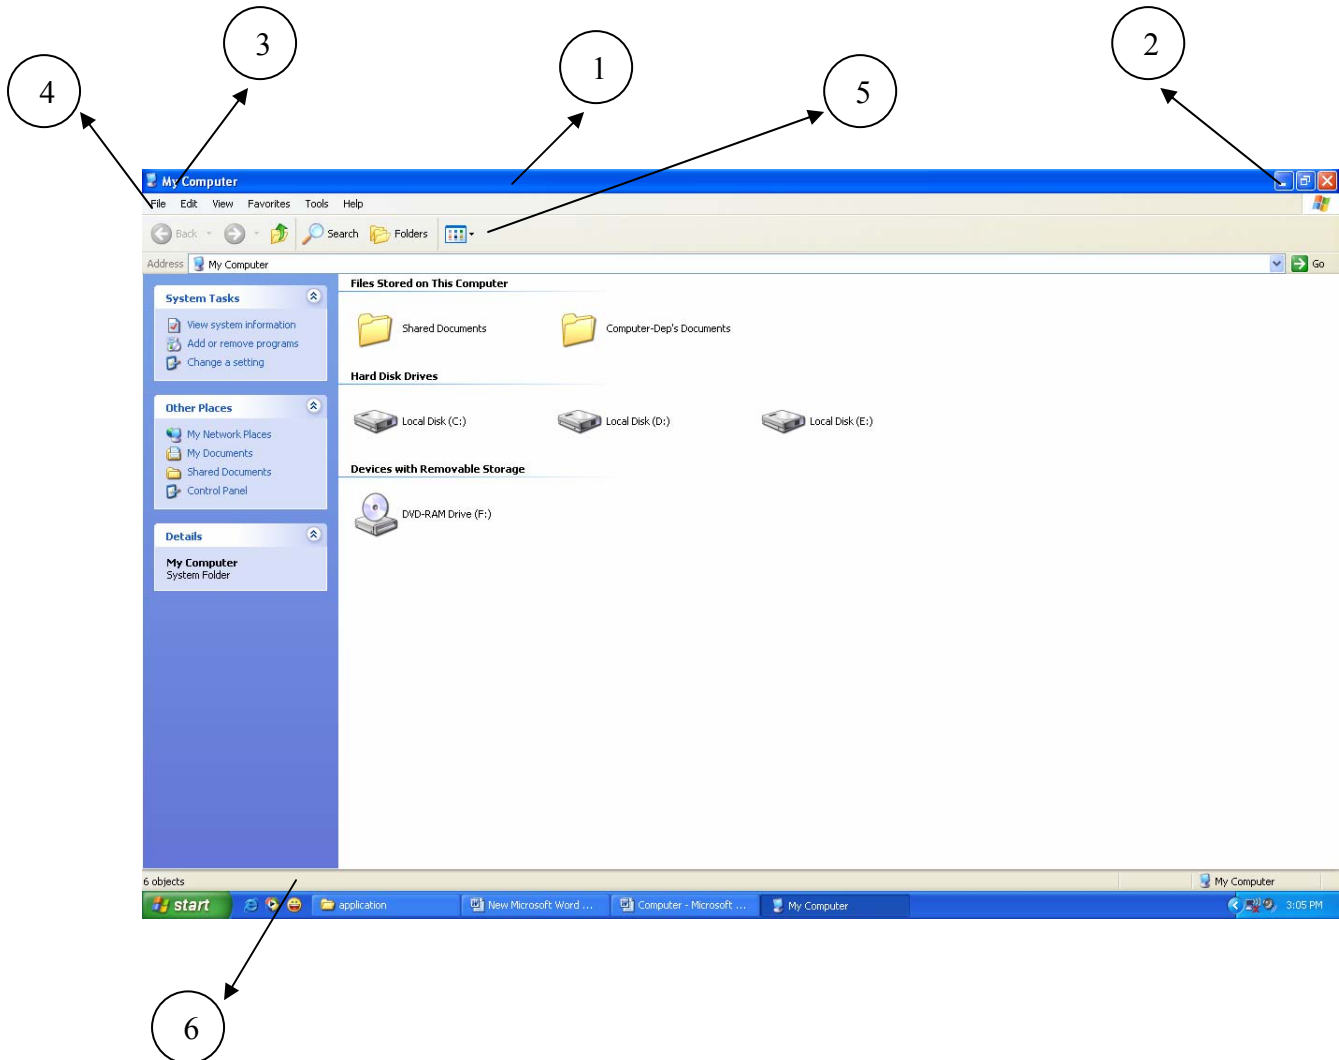 3
1
2
4
5
My Computer
File Edit View Favorites Tools Help
Back Search Folders
Address My Computer Go
System Tasks
View system information
Add or remove programs
Change a setting
Other Places
My Network Places
My Documents
Shared Documents
Control Panel
Details
My Computer
System Folder
Files Stored on This Computer
Shared Documents Computer-Dep's Documents
Hard Disk Drives
Local Disk (C:) Local Disk (D:) Local Disk (E:)
Devices with Removable Storage
DVD-RAM Drive (F:)
6 objects My Computer
start application New Microsoft Word ... Computer - Microsoft ... My Computer 3:05 PM
6